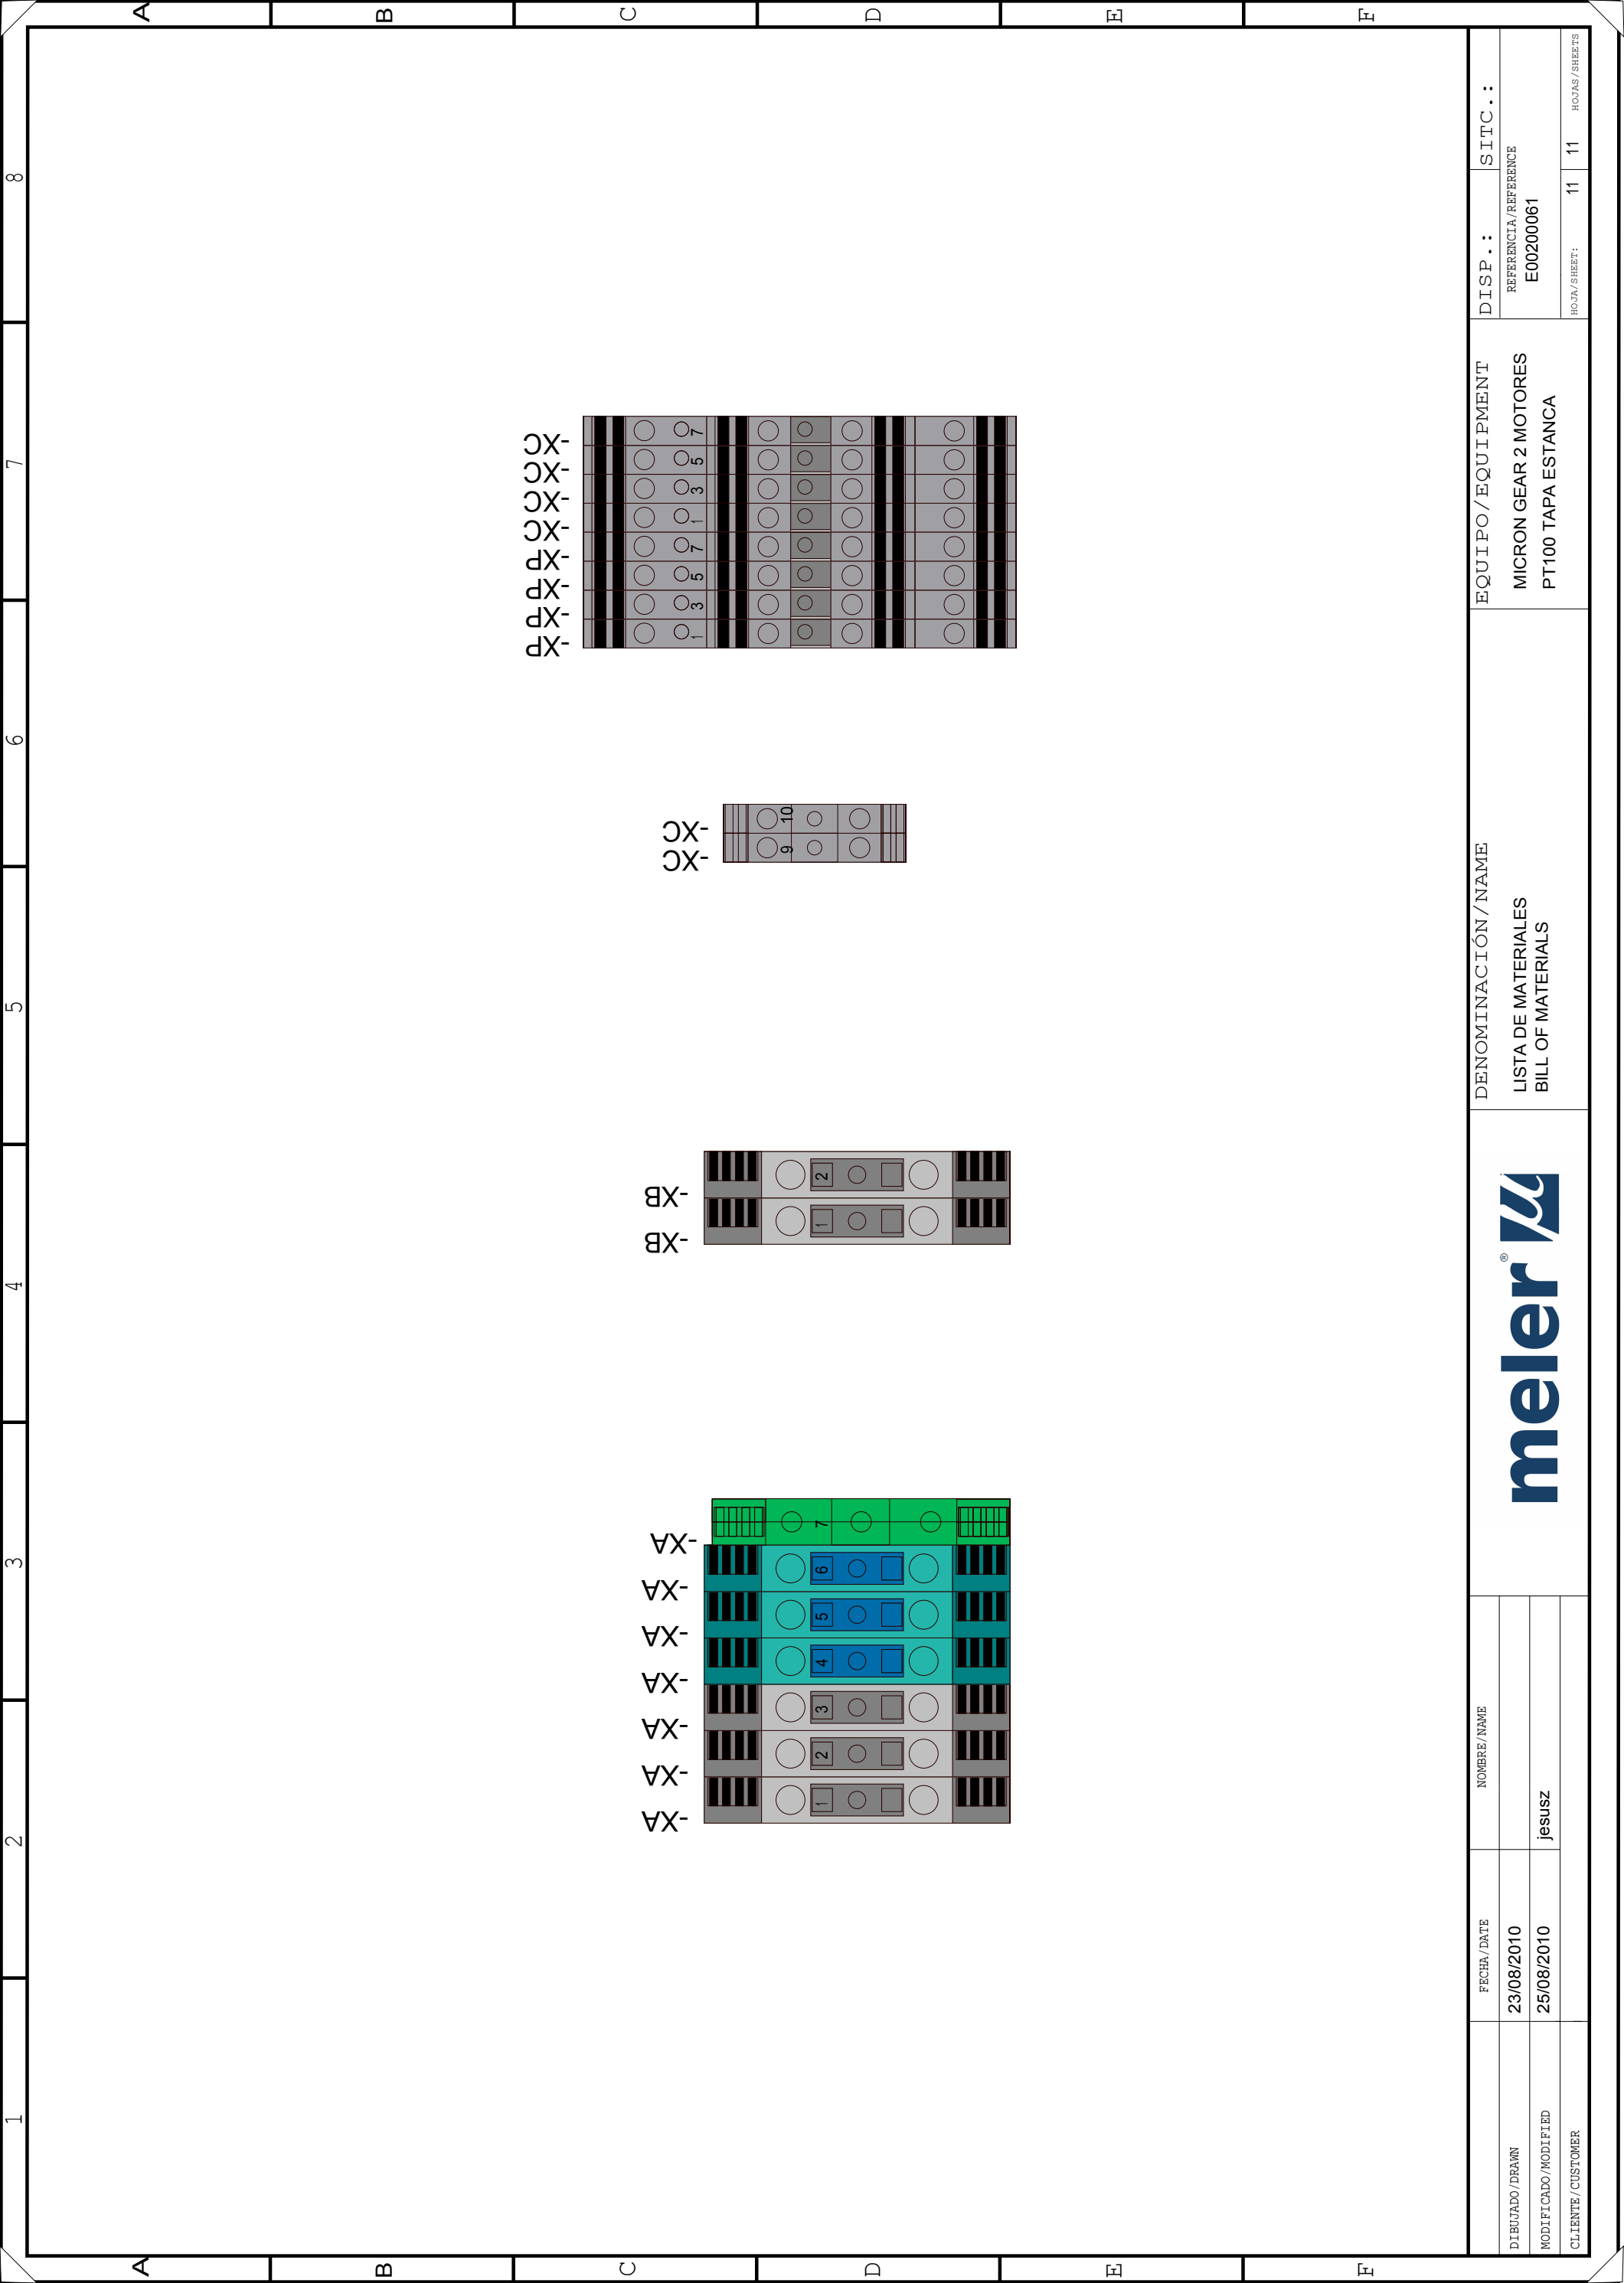 1 2 3 4 5 6 7 8
A A
B B
C C
D D
E E
F F
-XA -XA -XA -XA -XA -XA -XA
1 2 3 4 5 6 7
-XB -XB
1 2
-XC -XC
9 10
-XP -XP -XP -XP -XC -XC -XC -XC
1 3 5 7 1 3 5 7
FECHA/DATE
NOMBRE/NAME
DIBUJADO/DRAWN
23/08/2010
MODIFICADO/MODIFIED
25/08/2010
jesusz
CLIENTE/CUSTOMER
meler®
DENOMINACIÓN/NAME
LISTA DE MATERIALES
BILL OF MATERIALS
EQUIPO/EQUIPMENT
MICRON GEAR 2 MOTORES
PT100 TAPA ESTANCA
DISP.:
SITC.:
REFERENCIA/REFERENCE
E00200061
HOJA/SHEET: 11
11 HOJAS/SHEETS